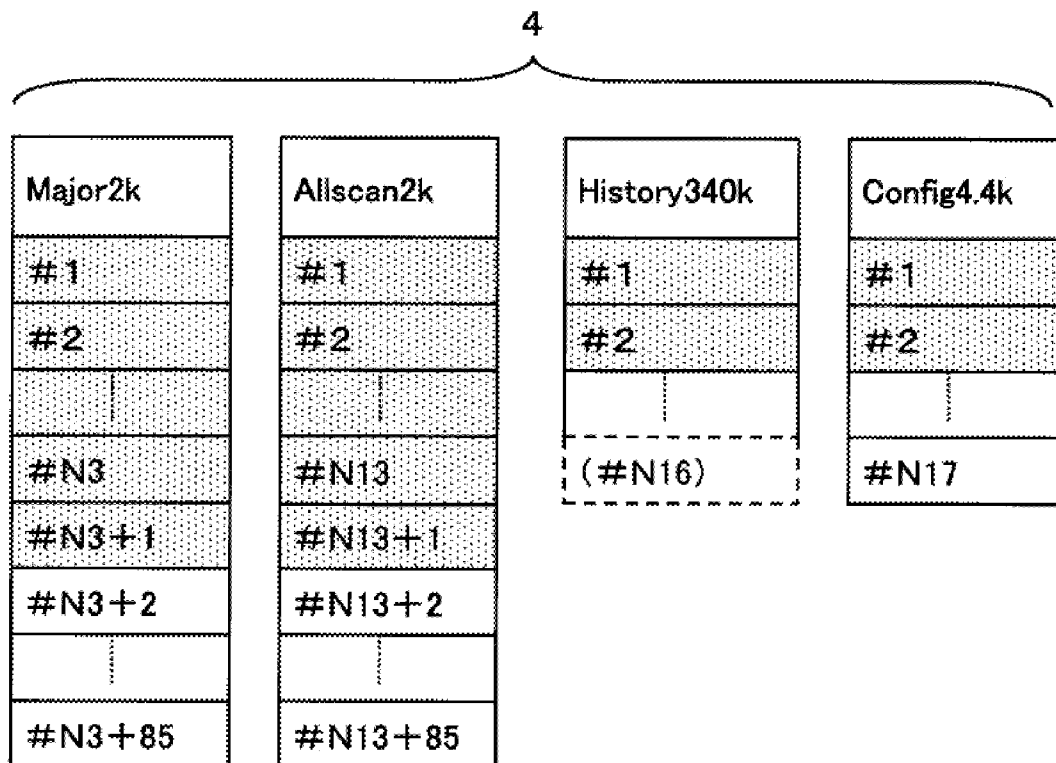 4
Major2k
#1
#2
#N3
#N3+1
#N3+2
#N3+85
Allscan2k
#1
#2
#N13
#N13+1
#N13+2
#N13+85
History340k
#1
#2
(#N16)
Config4.4k
#1
#2
#N17